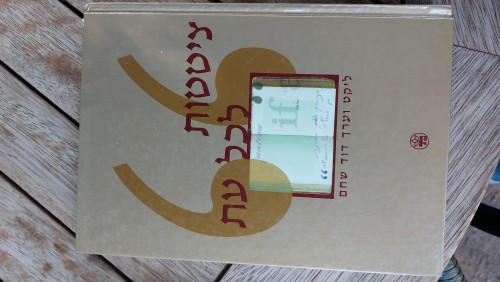 ציטטות
לכל עת
if
ליקט וערך דוד שחם